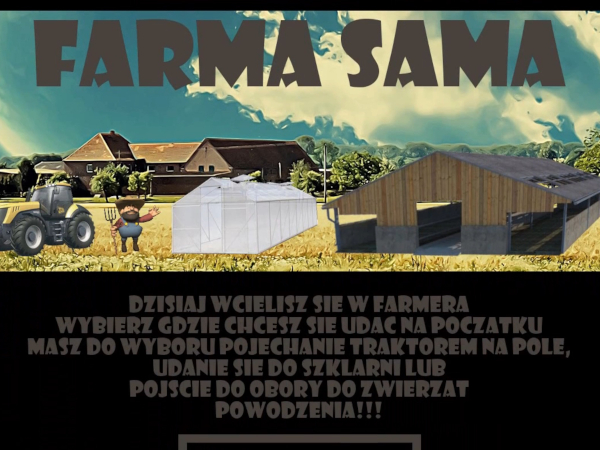 FARMA SAMA
DZISIAJ WCIELISZ SIE W FARMERA
WYBIERZ GDZIE CHCESZ SIE UDAC NA POCZATKU
MASZ DO WYBORU POJECHANIE TRAKTOREM NA POLE,
UDANIE SIE DO SZKLARNI LUB
POJSCIE DO OBORY DO ZWIERZAT
POWODZENIA!!!